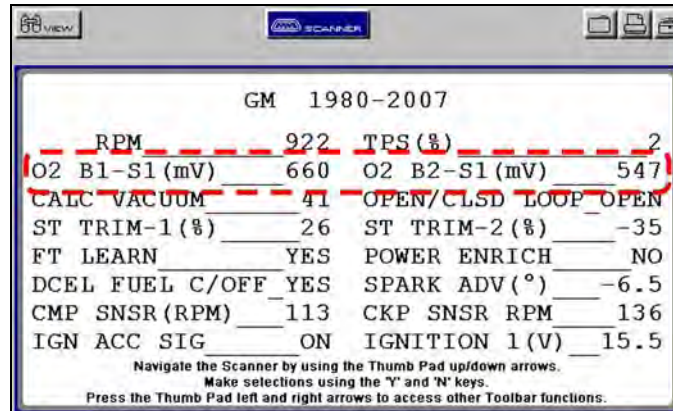 VIEW SCANNER
GM 1980-2007
RPM 922 TPS (%) 2
O2 B1-S1(mV) 660 O2 B2-S1(mV) 547
CALC VACUUM 41 OPEN/CLSD LOOP OPEN
ST TRIM-1(%) 26 ST TRIM-2(%) -35
FT LEARN YES POWER ENRICH NO
DCEL FUEL C/OFF YES SPARK ADV(°) -6.5
CMP SNSR(RPM) 113 CKP SNSR RPM 136
IGN ACC SIG ON IGNITION 1(V) 15.5
Navigate the Scanner by using the Thumb Pad up/down arrows.
Make selections using the 'Y' and 'N' keys.
Press the Thumb Pad left and right arrows to access other Toolbar functions.